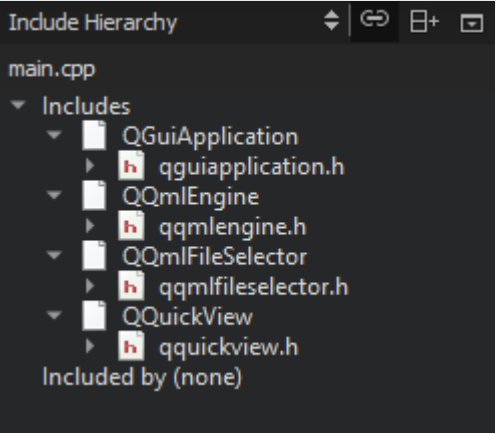 Include Hierarchy
main.cpp
Includes
QGuiApplication
h qguiapplication.h
QQmlEngine
h qqmlengine.h
QQmlFileSelector
h qqmlfileselector.h
QQuickView
h qquickview.h
Included by (none)